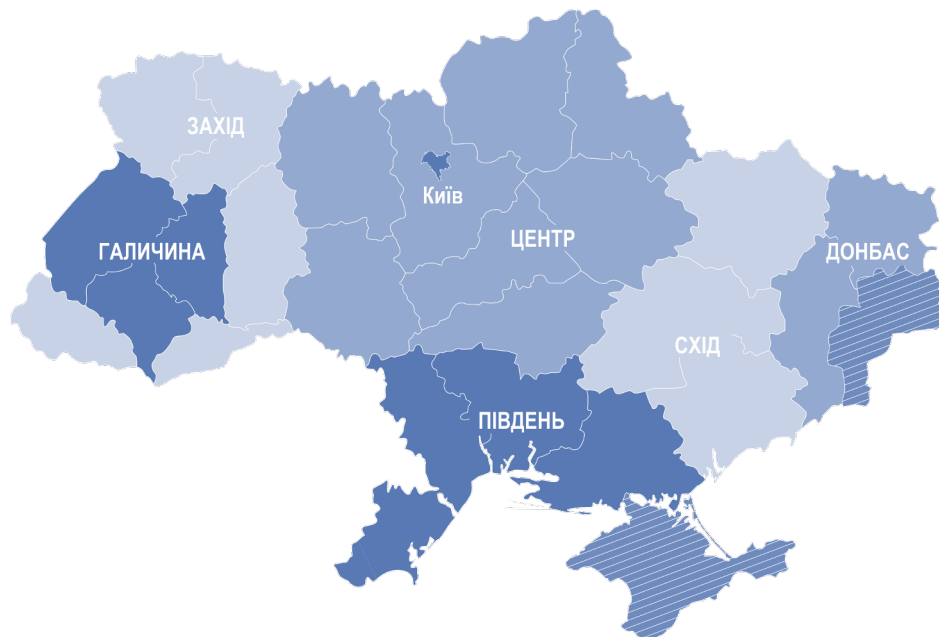 ЗАХІД
Київ
ЦЕНТР
ГАЛИЧИНА
ДОНБАС
СХІД
ПІВДЕНЬ